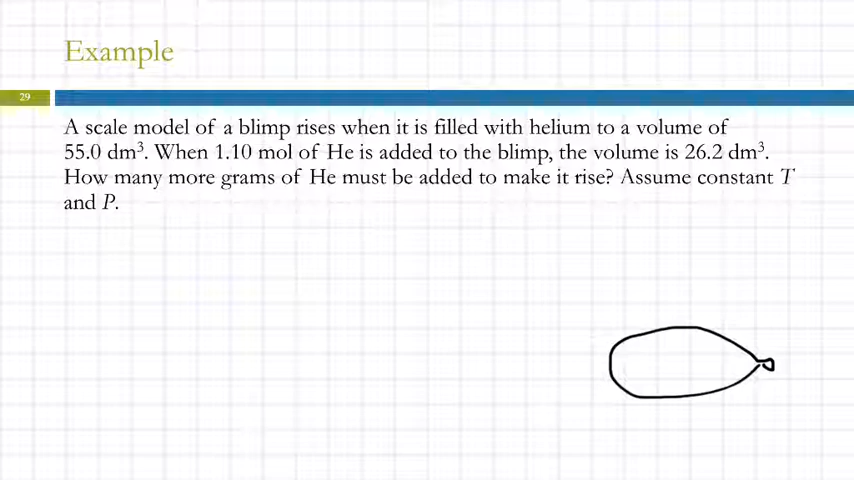 Example
29
A scale model of a blimp rises when it is filled with helium to a volume of
55.0 dm³. When 1.10 mol of He is added to the blimp, the volume is 26.2 dm³.
How many more grams of He must be added to make it rise? Assume constant T
and P.